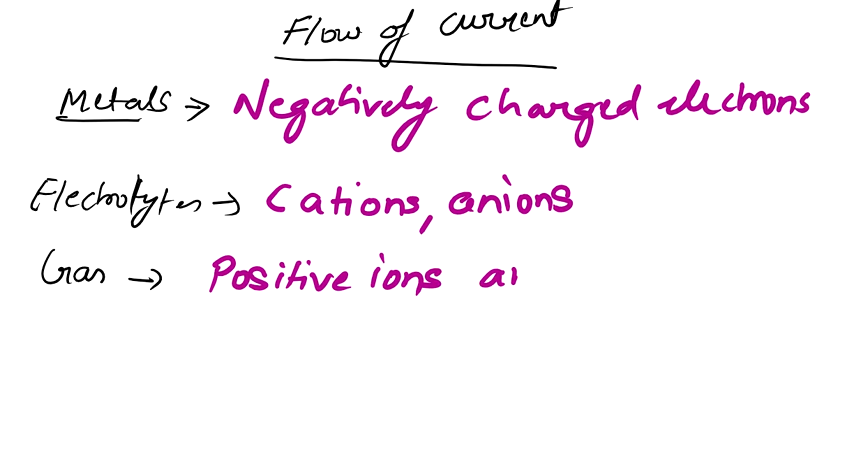 Flow of current
Metals → Negatively charged electrons
Electrolytes → Cations, anions
Gas → Positive ions